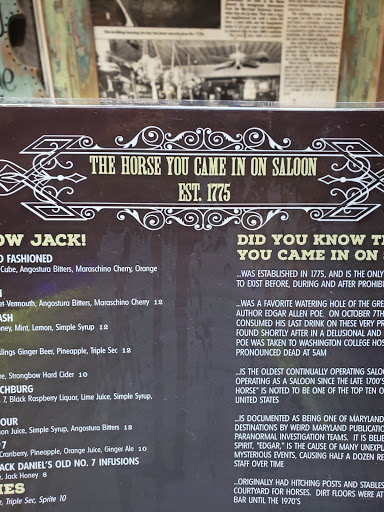 THE HORSE YOU CAME IN ON SALOON
EST. 1775
OW JACK!
D FASHIONED
Cube, Angostura Bitters, Maraschino Cherry, Orange
et Vermouth, Angostura Bitters, Maraschino Cherry 12
ASH
oney, Mint, Lemon, Simple Syrup 12
llings Ginger Beer, Pineapple, Triple Sec 12
ce, Strongbow Hard Cider 10
CHBURG
. 7, Black Raspberry Liquor, Lime Juice, Simple Syrup,
OUR
mon Juice, Simple Syrup, Angostura Bitters 12
7
Cranberry, Pineapple, Orange Juice, Ginger Ale 10
ACK DANIEL'S OLD NO. 7 INFUSIONS
e, Jack Honey 8
IES
e, Triple Sec, Sprite 10
DID YOU KNOW TH
YOU CAME IN ON
...WAS ESTABLISHED IN 1775, AND IS THE ONLY
TO EXIST BEFORE, DURING AND AFTER PROHIBI
...WAS A FAVORITE WATERING HOLE OF THE GREA
AUTHOR EDGAR ALLEN POE. ON OCTOBER 7TH
CONSUMED HIS LAST DRINK ON THESE VERY PR
FOUND SHORTLY AFTER IN A DELUSIONAL AND
POE WAS TAKEN TO WASHINGTON COLLEGE HOS
PRONOUNCED DEAD AT 5AM
...IS THE OLDEST CONTINUALLY OPERATING SALOO
OPERATING AS A SALOON SINCE THE LATE 1700'S
HORSE" IS NOTED TO BE ONE OF THE TOP TEN O
UNITED STATES
...IS DOCUMENTED AS BEING ONE OF MARYLAND
DESTINATIONS BY WEIRD MARYLAND PUBLICATIO
PARANORMAL INVESTIGATION TEAMS. IT IS BELIE
SPIRIT, "EDGAR," IS THE CAUSE OF MANY UNEXPL
MYSTERIOUS EVENTS, CAUSING HALF A DOZEN RE
STAFF OVER TIME
...ORIGINALLY HAD HITCHING POSTS AND STABLES
COURTYARD FOR HORSES. DIRT FLOORS WERE AT
BAR UNTIL THE 1970'S